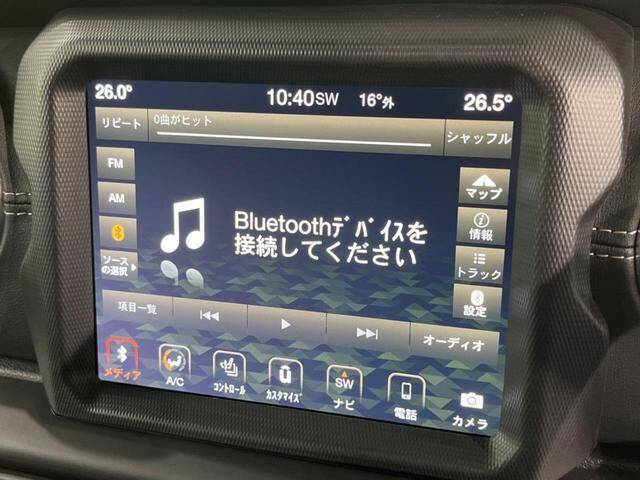 26.0° 10:40SW 16°外 26.5°
リピート 0曲がヒット シャッフル
FM
AM
マップ
Bluetoothﾃﾞﾊﾞｲｽを
接続してください
情報
ソース
の選択
トラック
設定
項目一覧 オーディオ
メディア A/C ｺﾝﾄﾛｰﾙ ｶｽﾀﾏｲｽﾞ SW ナビ 電話 カメラ